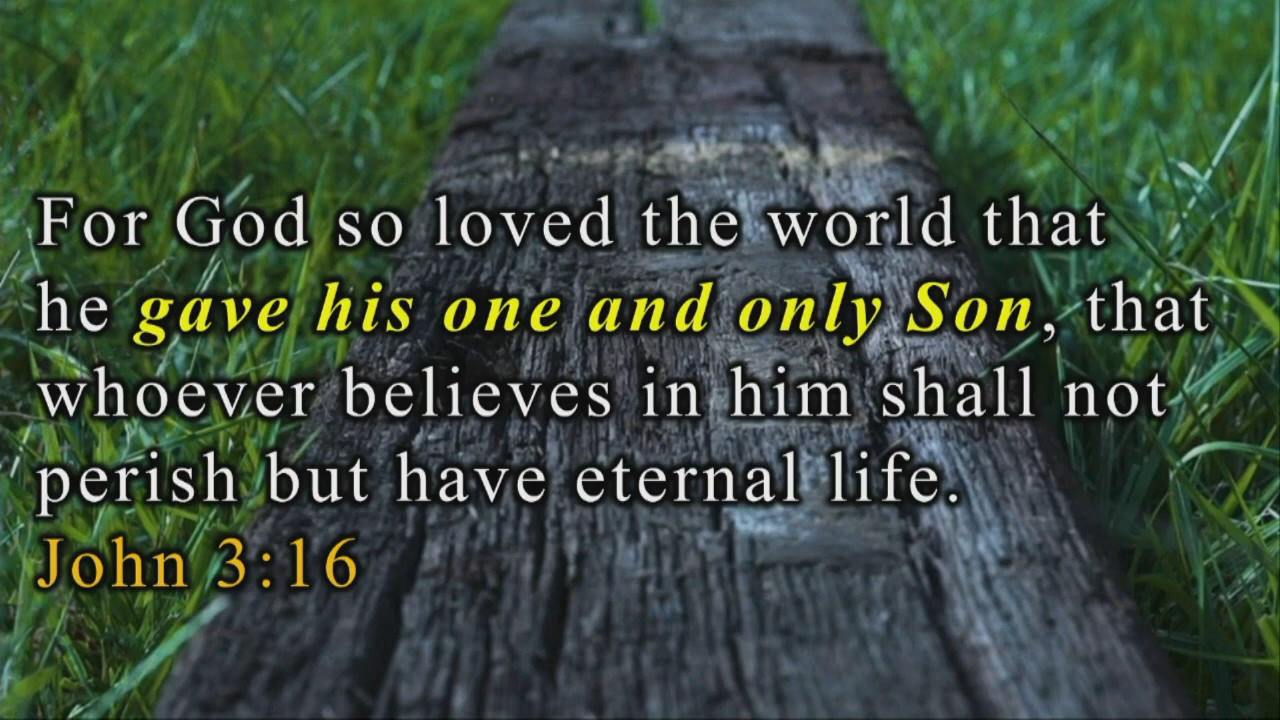 For God so loved the world that
he gave his one and only Son, that
whoever believes in him shall not
perish but have eternal life.
John 3:16